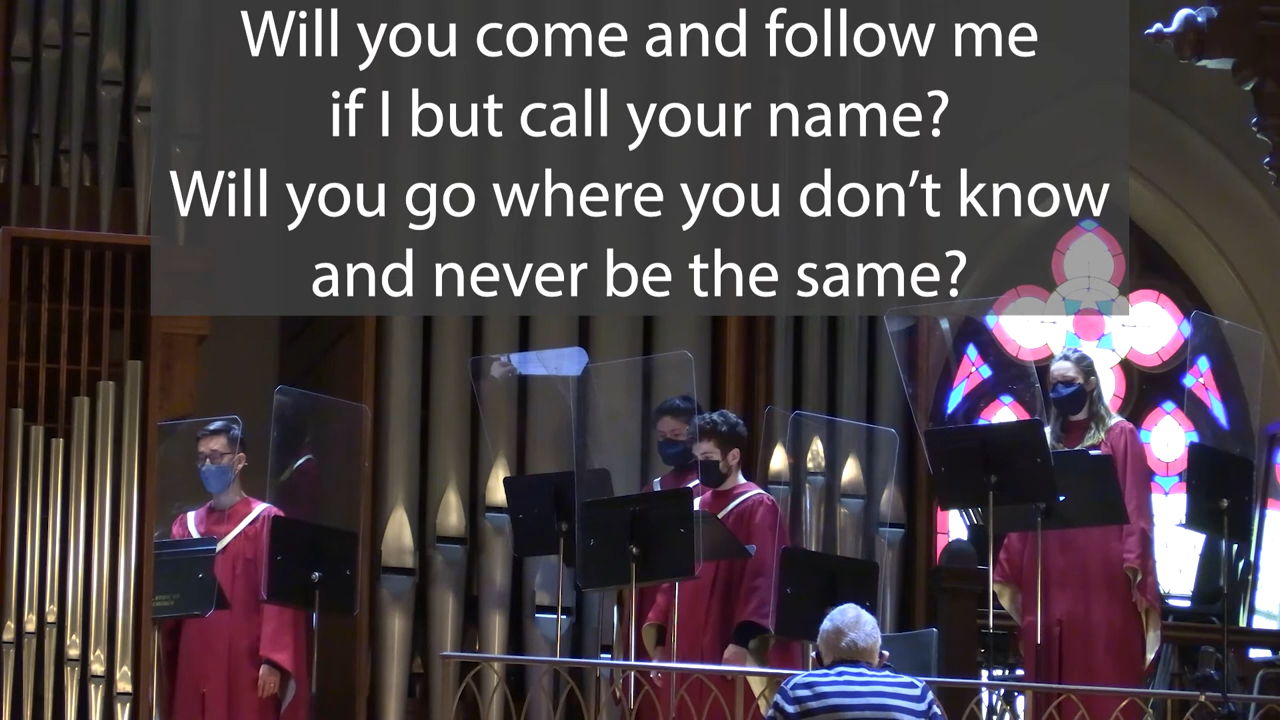 Will you come and follow me
if I but call your name?
Will you go where you don't know
and never be the same?